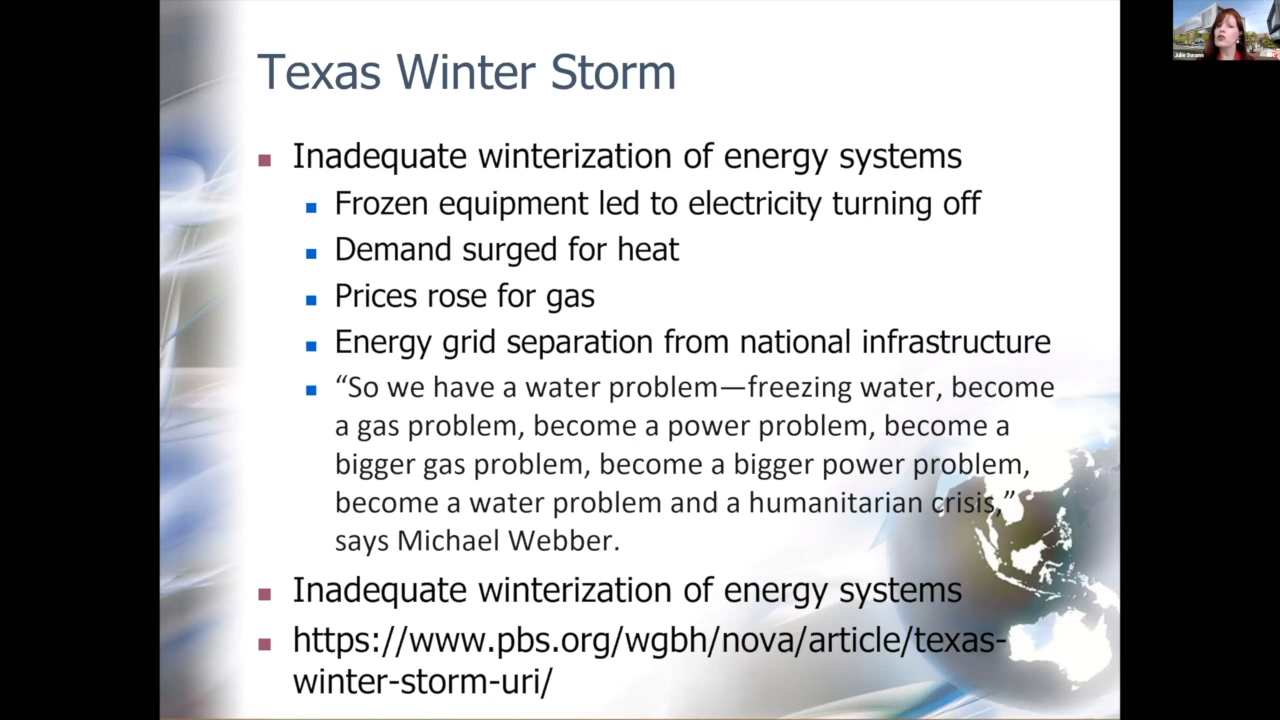 Texas Winter Storm
Inadequate winterization of energy systems
Frozen equipment led to electricity turning off
Demand surged for heat
Prices rose for gas
Energy grid separation from national infrastructure
“So we have a water problem—freezing water, become
a gas problem, become a power problem, become a
bigger gas problem, become a bigger power problem,
become a water problem and a humanitarian crisis,”
says Michael Webber.
Inadequate winterization of energy systems
https://www.pbs.org/wgbh/nova/article/texas-
winter-storm-uri/
Julie Swann